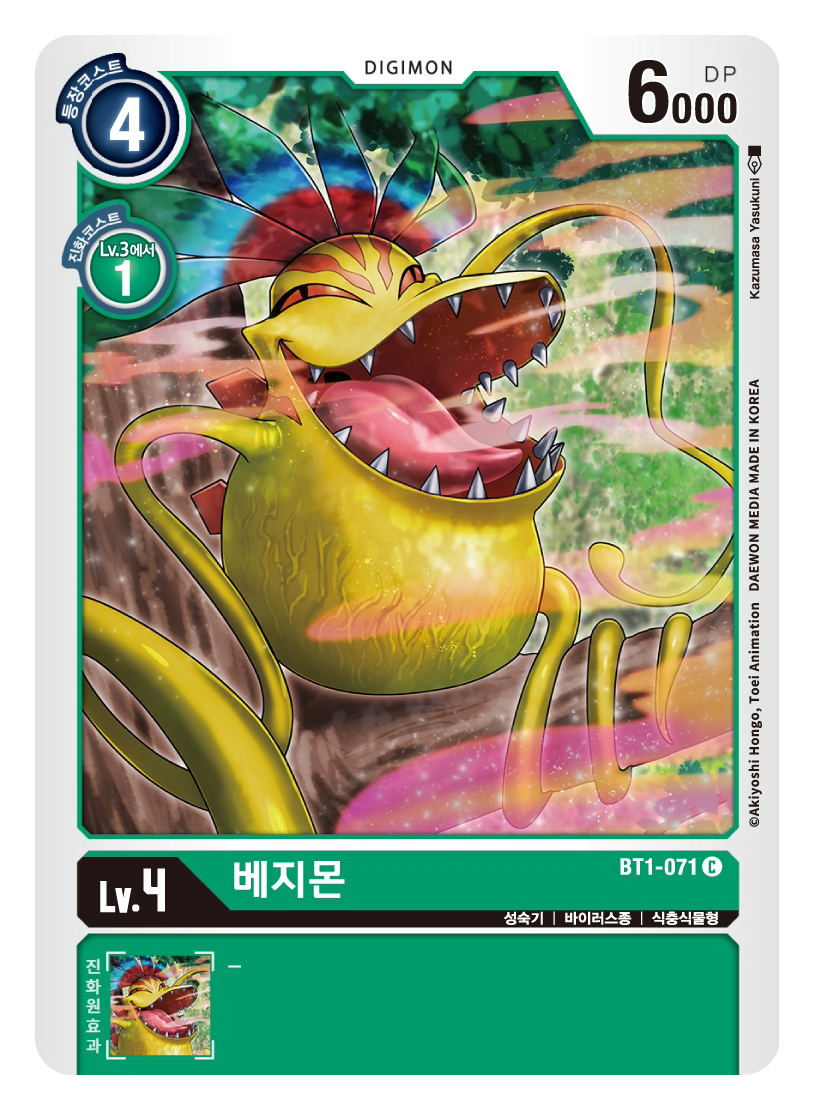 DIGIMON
등장코스트
4
DP
6000
진화코스트
Lv.3에서
1
Kazumasa Yasukuni
©Akiyoshi Hongo, Toei Animation DAEWON MEDIA MADE IN KOREA
Lv.4
베지몬
BT1-071 C
성숙기 | 바이러스종 | 식충식물형
진화원효과
–